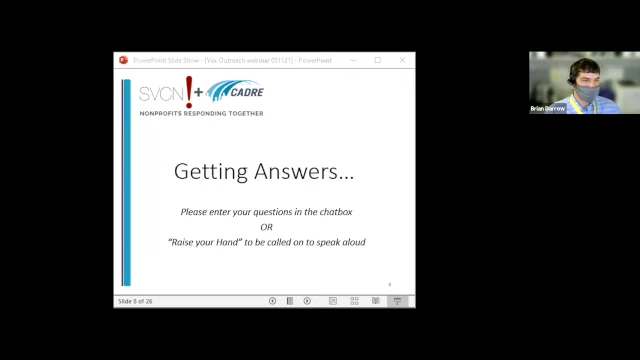 PowerPoint Slide Show - [Vax Outreach webinar 031121] - PowerPoint
SVCN!+ CADRE
NONPROFITS RESPONDING TOGETHER
Getting Answers...
Please enter your questions in the chatbox
OR
"Raise your Hand" to be called on to speak aloud
8
Slide 8 of 26
Brian Darrow